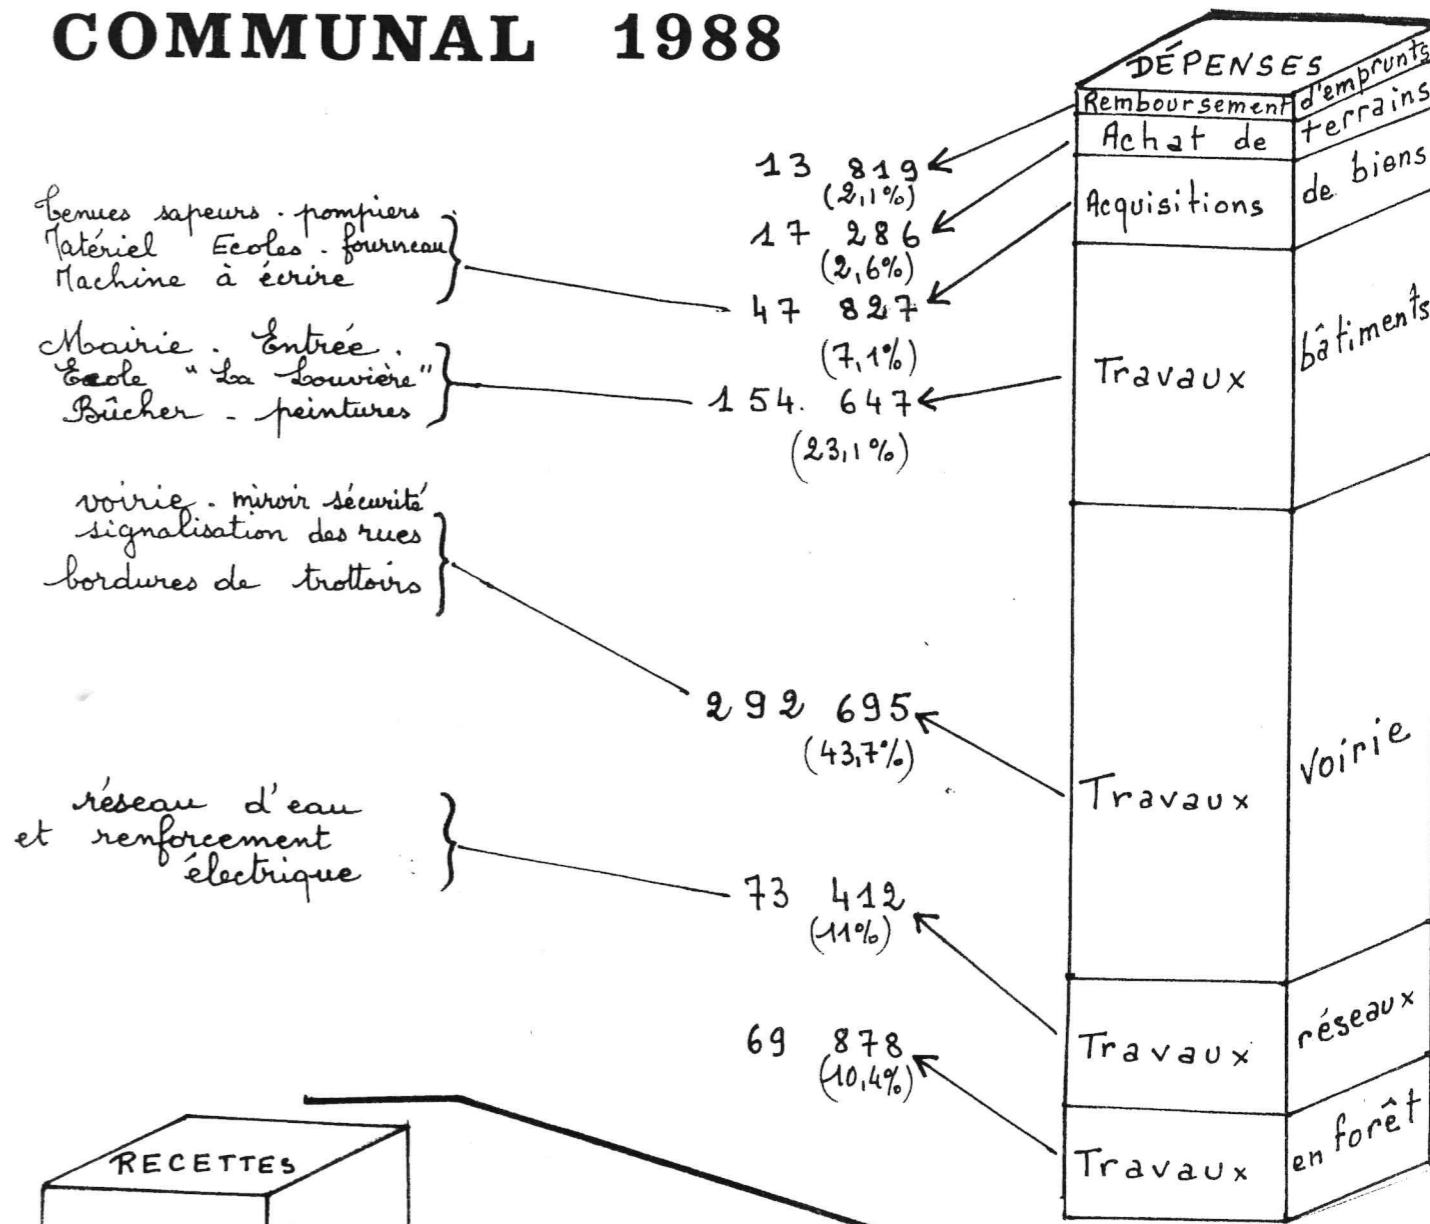 COMMUNAL 1988
DÉPENSES
Remboursement d'emprunts
Achat de terrains
Acquisitions de biens
Travaux bâtiments
Travaux voirie
Travaux réseaux
Travaux en forêt
13 819
(2,1%)
17 286
(2,6%)
47 827
(7,1%)
154. 647
(23,1%)
292 695
(43,7%)
73 412
(11%)
69 878
(10,4%)
Tenues sapeurs - pompiers.
Matériel Ecoles - fourneau
Machine à écrire
Mairie. Entrée.
Ecole "La Louvière"
Bûcher - peintures
voirie - miroir sécurité
signalisation des rues
bordures de trottoirs
réseau d'eau
et renforcement
électrique
RECETTES